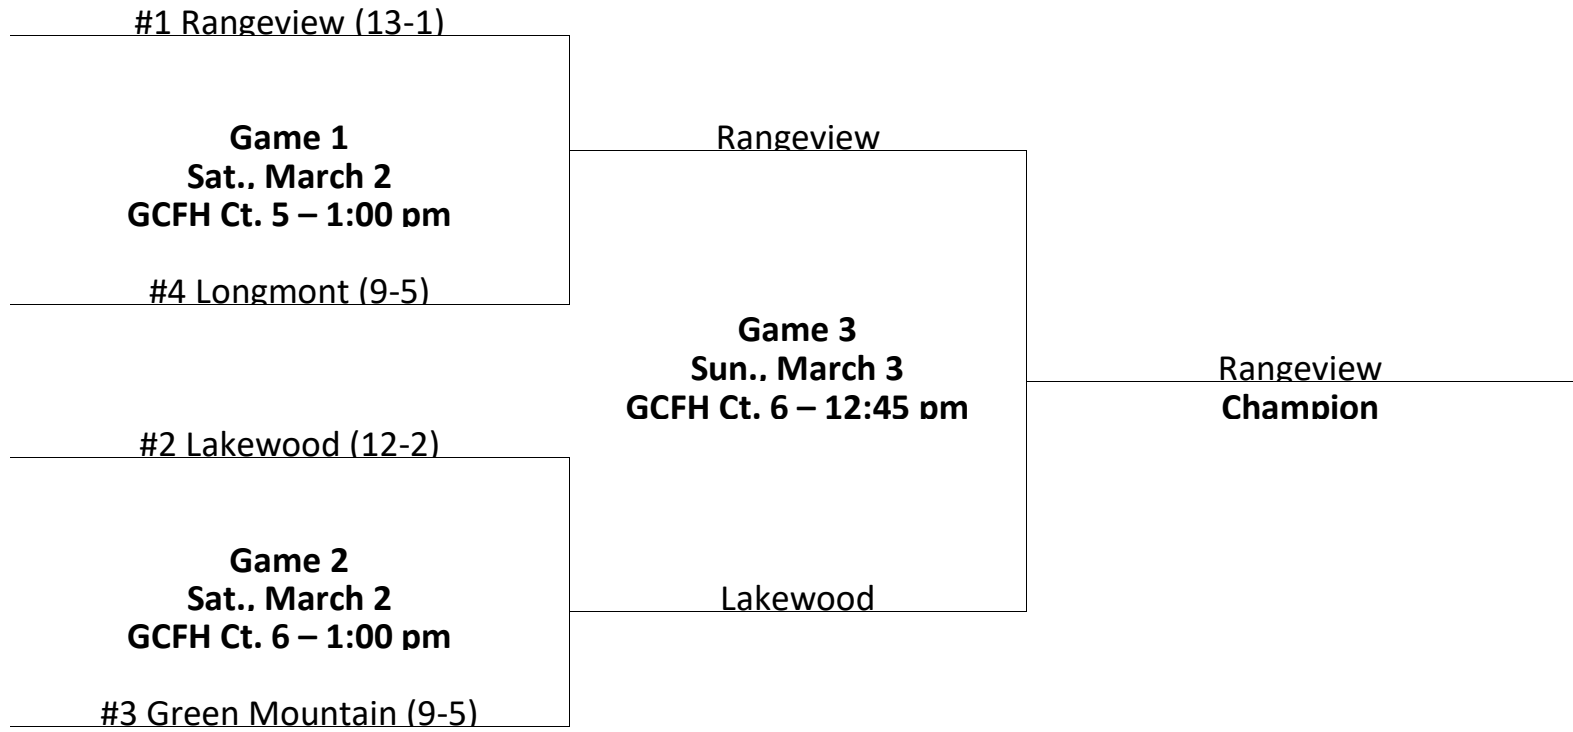 #1 Rangeview (13-1)
Game 1
Sat., March 2
GCFH Ct. 5 – 1:00 pm
Rangeview
#4 Longmont (9-5)
Game 3
Sun., March 3
GCFH Ct. 6 – 12:45 pm
Rangeview
Champion
#2 Lakewood (12-2)
Game 2
Sat., March 2
GCFH Ct. 6 – 1:00 pm
Lakewood
#3 Green Mountain (9-5)